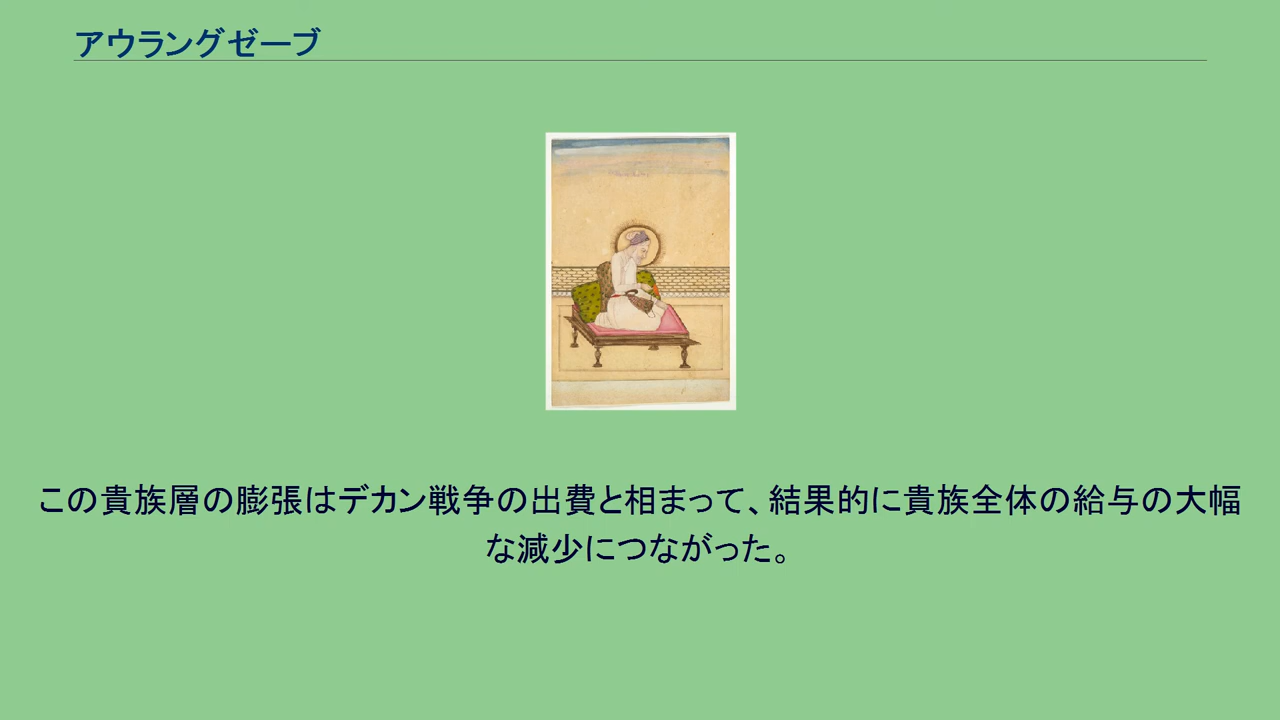 アウラングゼーブ
この貴族層の膨張はデカン戦争の出費と相まって、結果的に貴族全体の給与の大幅
な減少につながった。